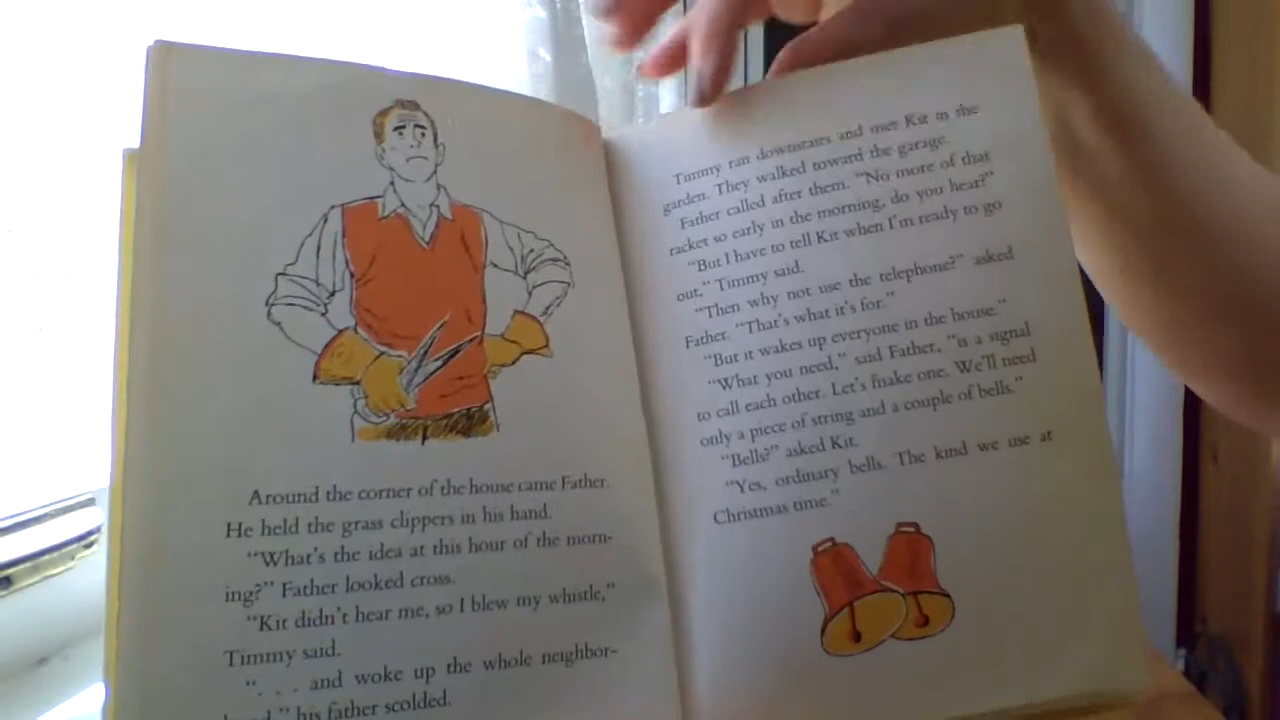 Around the corner of the house came Father.
He held the grass clippers in his hand.
“What’s the idea at this hour of the morn-
ing?” Father looked cross.
“Kit didn’t hear me, so I blew my whistle,”
Timmy said.
“. . . and woke up the whole neighbor-
his father scolded.
Timmy ran downstairs and met Kit in the
garden. They walked toward the garage.
Father called after them. “No more of that
racket so early in the morning, do you hear?”
“But I have to tell Kit when I’m ready to go
out,” Timmy said.
“Then why not use the telephone?” asked
Father. “That’s what it’s for.”
“But it wakes up everyone in the house.”
“What you need,” said Father, “is a signal
to call each other. Let’s make one. We’ll need
only a piece of string and a couple of bells.”
“Bells?” asked Kit.
“Yes, ordinary bells. The kind we use at
Christmas time.”